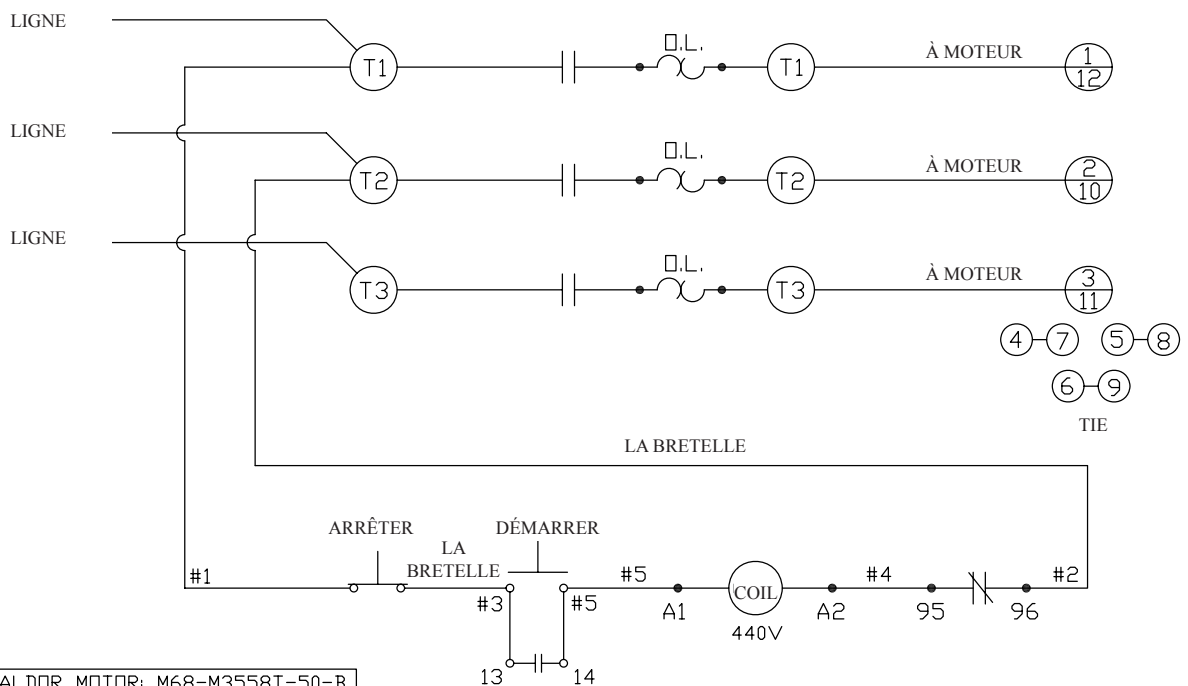 LIGNE
O.L.
T1
T1
À MOTEUR
1
12
LIGNE
O.L.
T2
T2
À MOTEUR
2
10
LIGNE
O.L.
T3
T3
À MOTEUR
3
11
4 7 5 8
6 9
TIE
LA BRETELLE
ARRÊTER
DÉMARRER
LA
BRETELLE
#1
#3
#5
#5
A1
COIL
440V
A2
#4
95
96
#2
13
14
ALDOR MOTOR: M68-M3558T-50-B